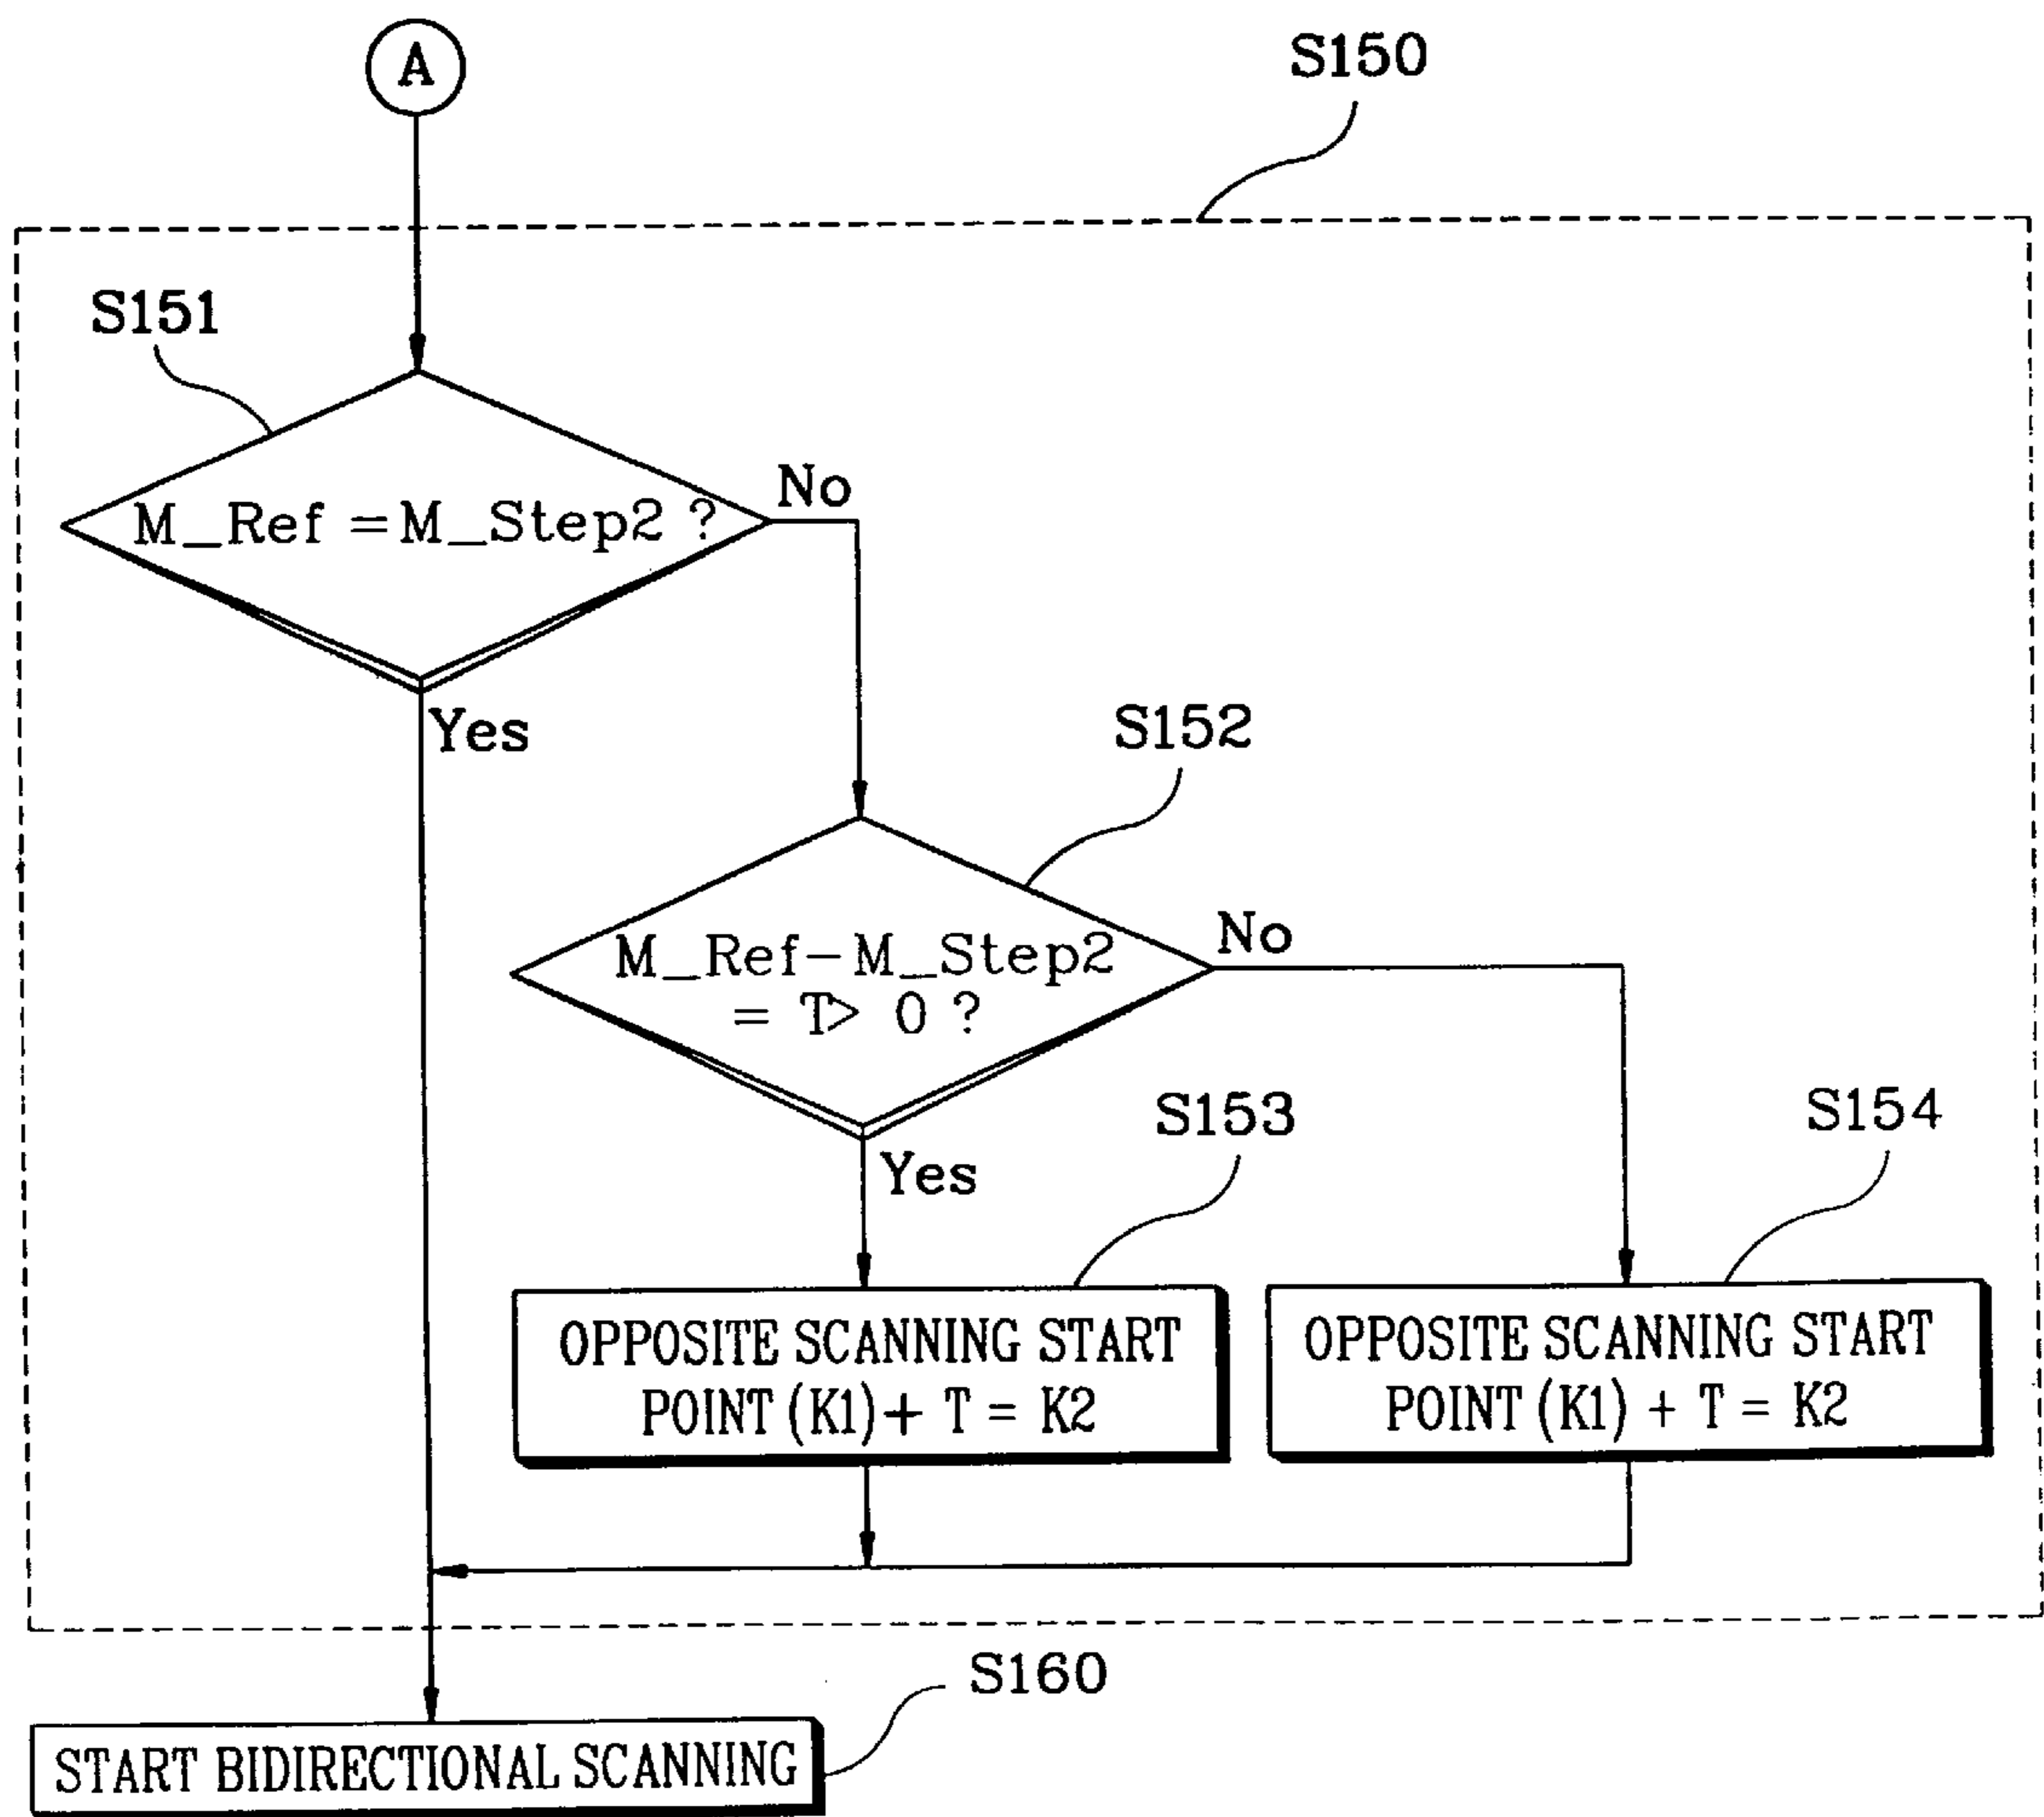 A
S150
S151
M_Ref =M_Step2 ?
No
Yes
S152
M_Ref-M_Step2
= T> 0 ?
No
Yes
S153
S154
OPPOSITE SCANNING START
POINT (K1)+ T = K2
OPPOSITE SCANNING START
POINT (K1) + T = K2
S160
START BIDIRECTIONAL SCANNING